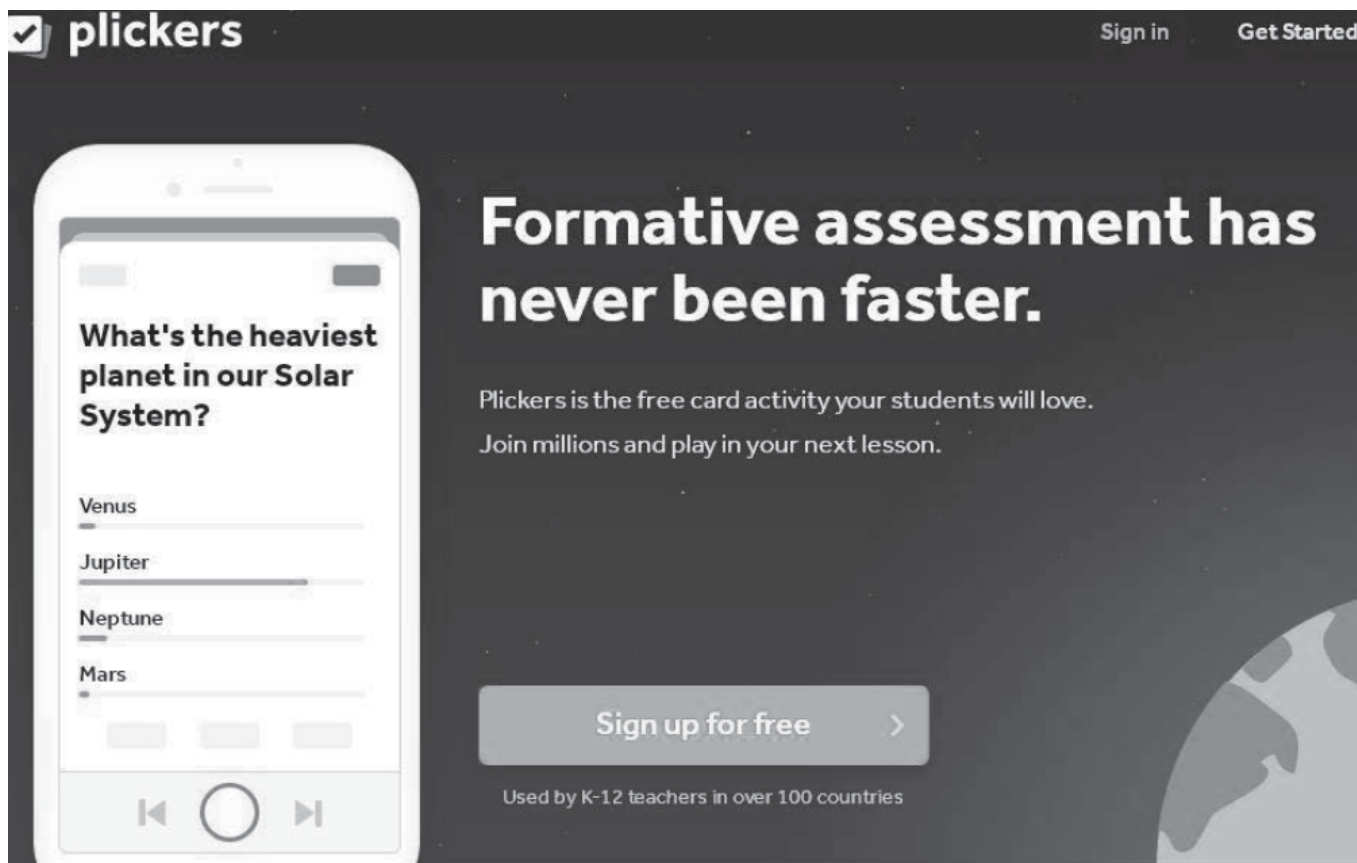 plickers
Sign in
Get Started
Formative assessment has
never been faster.
Plickers is the free card activity your students will love.
Join millions and play in your next lesson.
Sign up for free
Used by K-12 teachers in over 100 countries
What's the heaviest
planet in our Solar
System?
Venus
Jupiter
Neptune
Mars